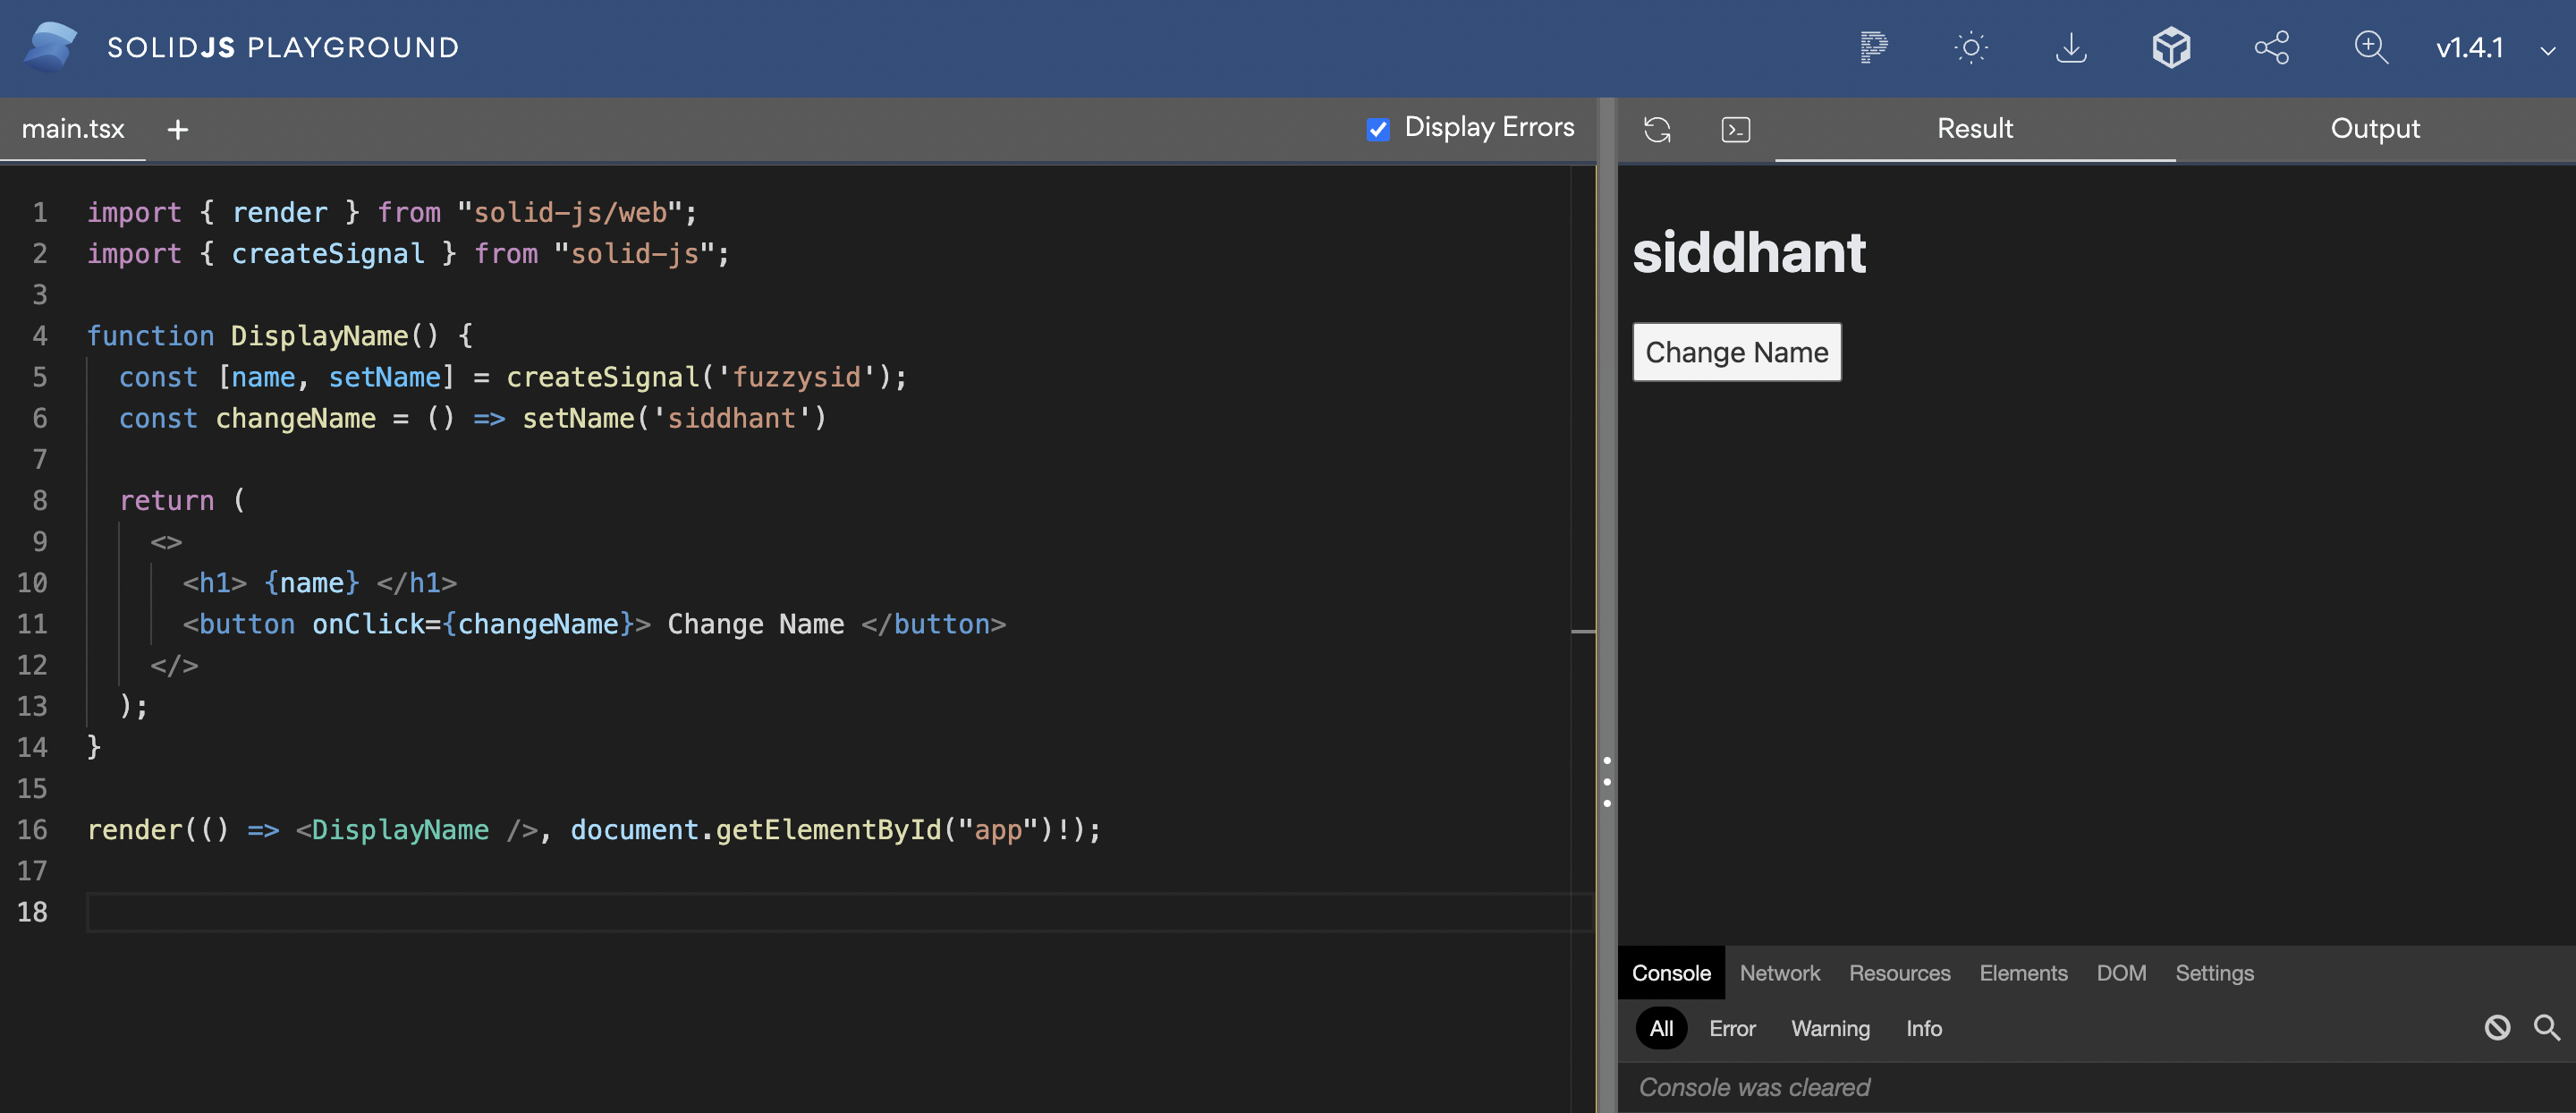 SOLIDJS PLAYGROUND
v1.4.1
main.tsx +
Display Errors
Result
Output
1 import { render } from "solid-js/web";
2 import { createSignal } from "solid-js";
3
4 function DisplayName() {
5   const [name, setName] = createSignal('fuzzysid');
6   const changeName = () => setName('siddhant')
7
8   return (
9     <>
10       <h1> {name} </h1>
11       <button onClick={changeName}> Change Name </button>
12     </>
13   );
14 }
15
16 render(() => <DisplayName />, document.getElementById("app")!);
17
18
siddhant
Change Name
Console Network Resources Elements DOM Settings
All Error Warning Info
Console was cleared